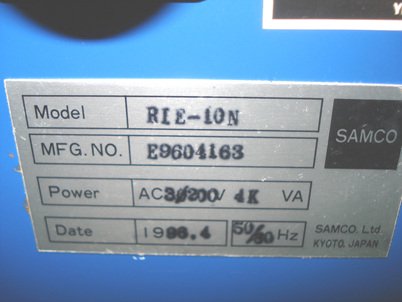 Model RIE-10N
SAMCO
MFG.NO. E9604163
Power AC3ø200V 4K VA
Date 1996.4 50/60 Hz
SAMCO. Ltd
KYOTO. JAPAN